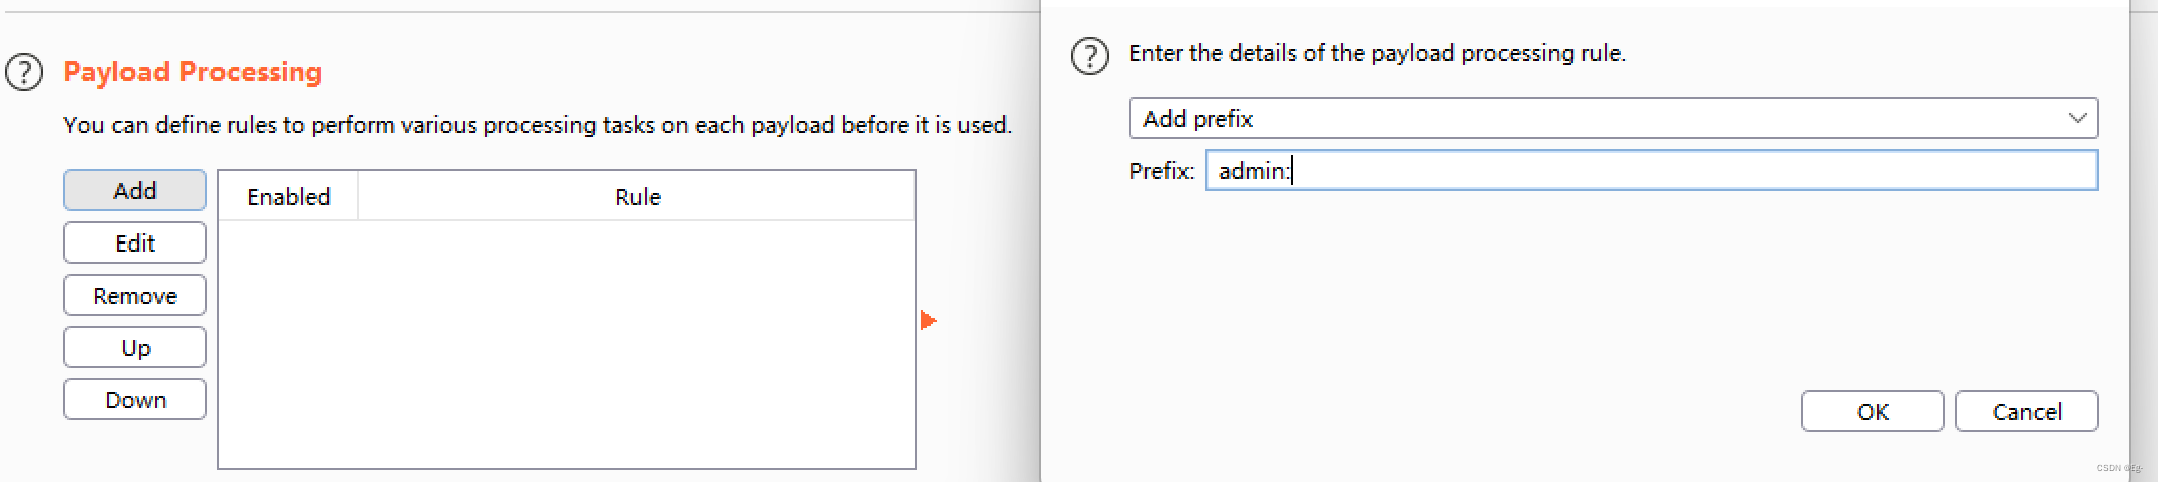 Payload Processing
You can define rules to perform various processing tasks on each payload before it is used.
Add
Edit
Remove
Up
Down
Enabled Rule
Enter the details of the payload processing rule.
Add prefix
Prefix: admin:
OK Cancel
CSDN @Eg-